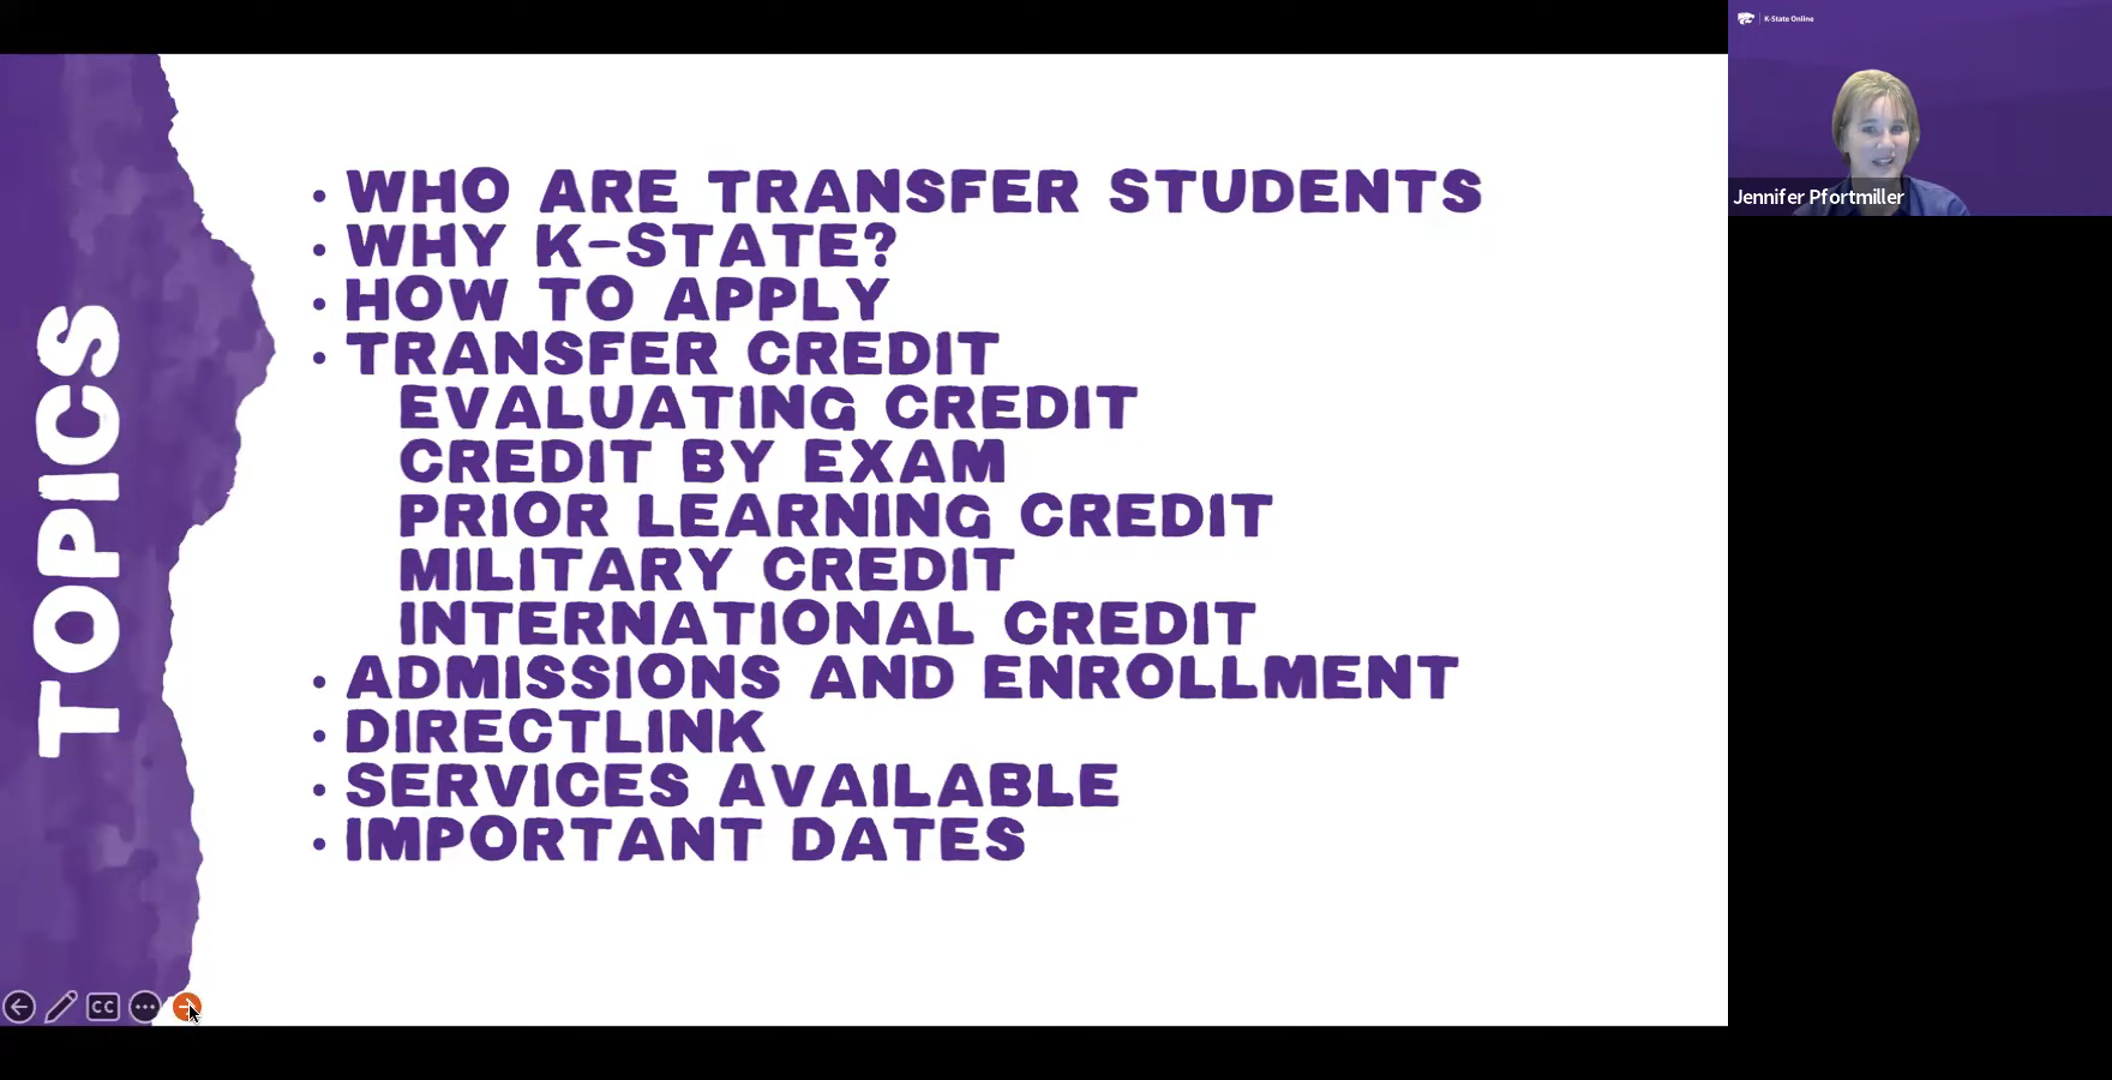 K-State Online
Jennifer Pfortmiller
TOPICS
• WHO ARE TRANSFER STUDENTS
• WHY K-STATE?
• HOW TO APPLY
• TRANSFER CREDIT
EVALUATING CREDIT
CREDIT BY EXAM
PRIOR LEARNING CREDIT
MILITARY CREDIT
INTERNATIONAL CREDIT
• ADMISSIONS AND ENROLLMENT
• DIRECTLINK
• SERVICES AVAILABLE
• IMPORTANT DATES
CC